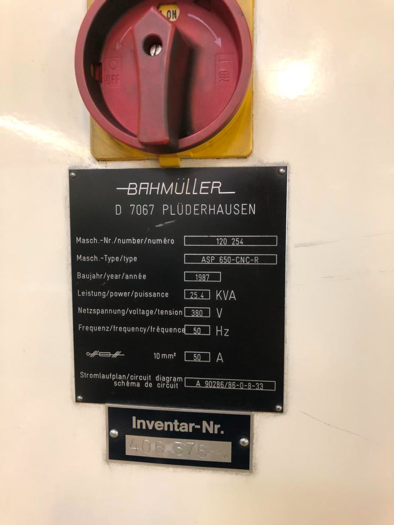 I ON
OFF
BAHMÜLLER
D 7067 PLÜDERHAUSEN
Masch.-Nr./number/numéro 120 254
Masch.-Type/type ASP 650-CNC-R
Baujahr/year/année 1987
Leistung/power/puissance 25.4 KVA
Netzspannung/voltage/tension 380 V
Frequenz/frequency/fréquence 50 Hz
10 mm² 50 A
Stromlaufplan/circuit diagram
schéma de circuit A 90286/86-0-8-33
Inventar-Nr.